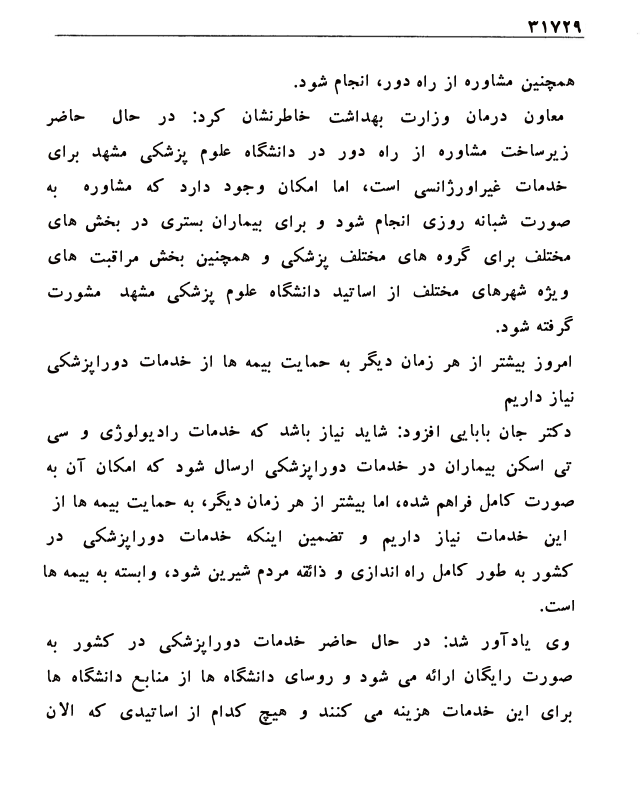 ۳۱۷۲۹
همچنین مشاوره از راه دور، انجام شود.
معاون درمان وزارت بهداشت خاطرنشان کرد: در حال حاضر
زیرساخت مشاوره از راه دور در دانشگاه علوم پزشکی مشهد برای
خدمات غیراورژانسی است، اما امکان وجود دارد که مشاوره به
صورت شبانه روزی انجام شود و برای بیماران بستری در بخش های
مختلف برای گروه های مختلف پزشکی و همچنین بخش مراقبت های
ویژه شهرهای مختلف از اساتید دانشگاه علوم پزشکی مشهد مشورت
گرفته شود.
امروز بیشتر از هر زمان دیگر به حمایت بیمه ها از خدمات دوراپزشکی
نیاز داریم
دکتر جان بابایی افزود: شاید نیاز باشد که خدمات رادیولوژی و سی
تی اسکن بیماران در خدمات دوراپزشکی ارسال شود که امکان آن به
صورت کامل فراهم شده، اما بیشتر از هر زمان دیگر، به حمایت بیمه ها از
این خدمات نیاز داریم و تضمین اینکه خدمات دوراپزشکی در
کشور به طور کامل راه اندازی و ذائقه مردم شیرین شود، وابسته به بیمه ها
است.
وی یادآور شد: در حال حاضر خدمات دوراپزشکی در کشور به
صورت رایگان ارائه می شود و روسای دانشگاه ها از منابع دانشگاه ها
برای این خدمات هزینه می کنند و هیچ کدام از اساتیدی که الان